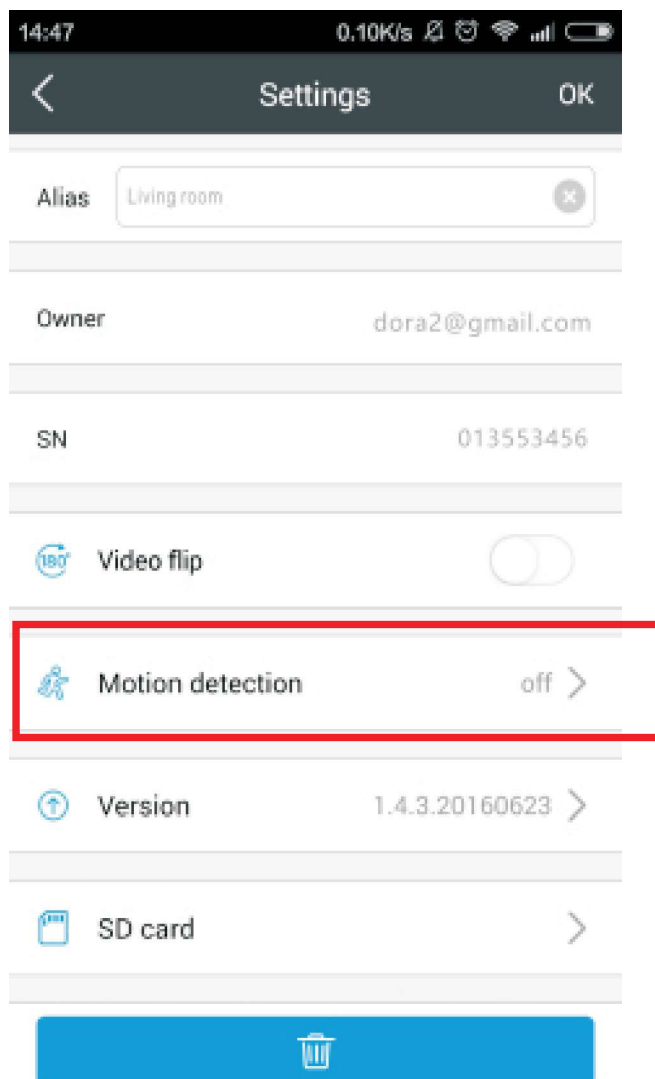 14:47 0.10K/s
Settings OK
Alias Living room
Owner dora2@gmail.com
SN 013553456
180° Video flip
Motion detection off
Version 1.4.3.20160623
SD card